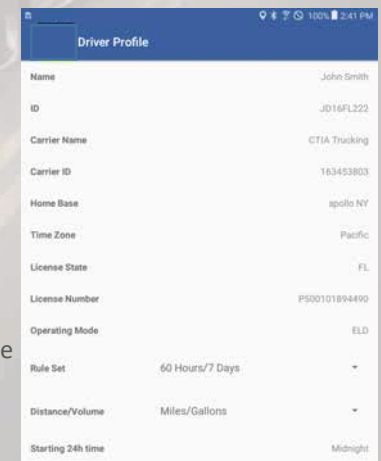 100% 2:41 PM
Driver Profile
Name John Smith
ID JD16FL222
Carrier Name CTIA Trucking
Carrier ID 163453803
Home Base apollo NY
Time Zone Pacific
License State FL
License Number P500101894490
Operating Mode ELD
e
Rule Set 60 Hours/7 Days
Distance/Volume Miles/Gallons
Starting 24h time Midnight